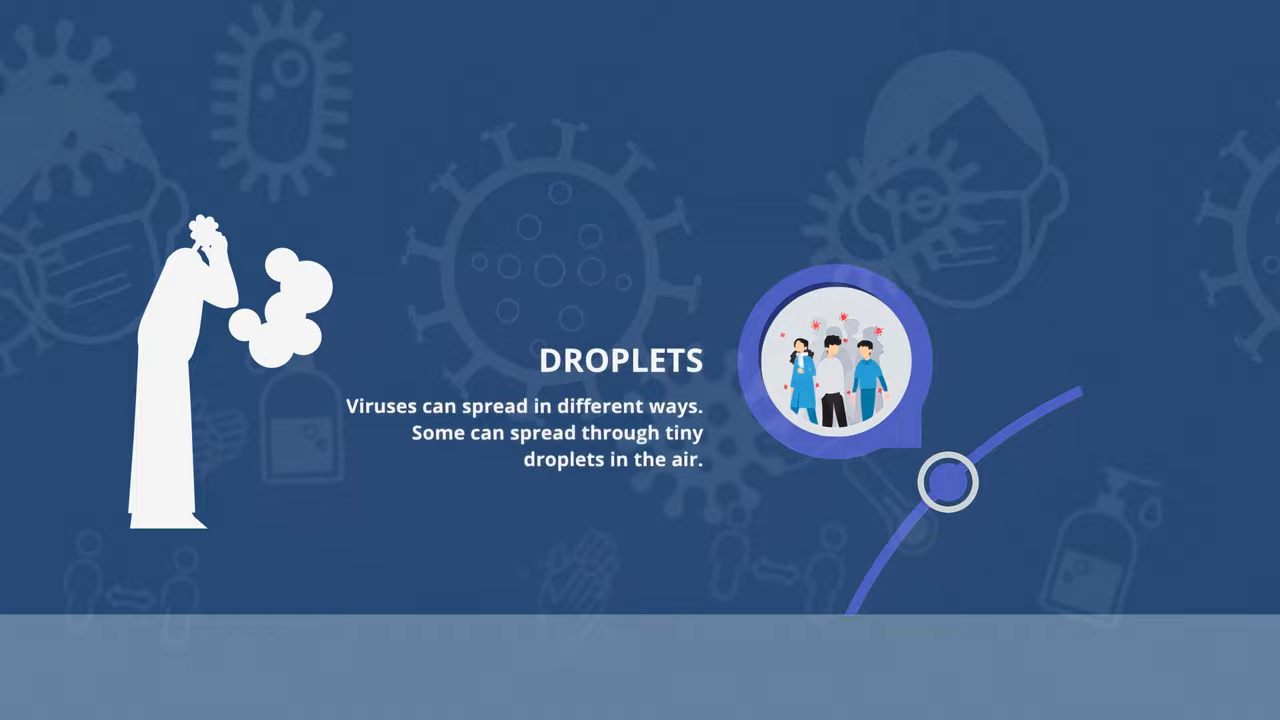 DROPLETS
Viruses can spread in different ways.
Some can spread through tiny
droplets in the air.